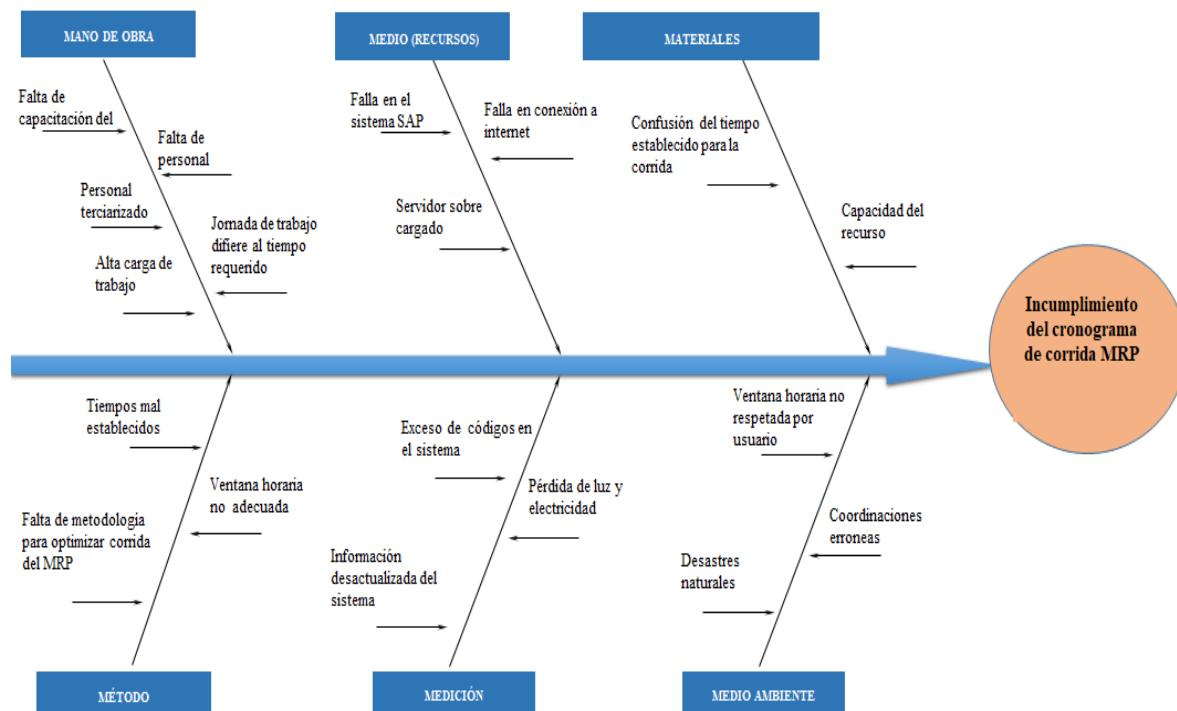 MANO DE OBRA
MEDIO (RECURSOS)
MATERIALES
Falta de
capacitación del
Falta de
personal
Personal
terciarizado
Jornada de trabajo
difiere al tiempo
requerido
Alta carga de
trabajo
Falla en el
sistema SAP
Falla en conexión a
internet
Servidor sobre
cargado
Confusión del tiempo
establecido para la
corrida
Capacidad del
recurso
Incumplimiento
del cronograma
de corrida MRP
Tiempos mal
establecidos
Ventana horaria
no adecuada
Falta de metodologia
para optimizar corrida
del MRP
Exceso de códigos en
el sistema
Pérdida de luz y
electricidad
Información
desactualizada del
sistema
Ventana horaria no
respetada por
usuario
Coordinaciones
erroneas
Desastres
naturales
MÉTODO
MEDICIÓN
MEDIO AMBIENTE